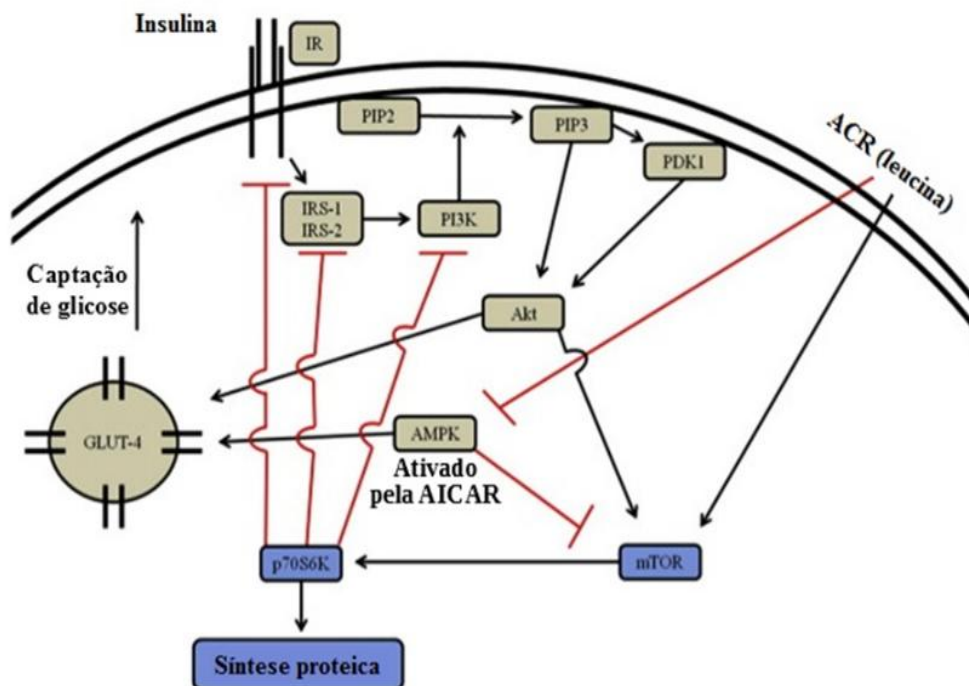 Insulina
IR
PIP2
PIP3
PDK1
ACR (leucina)
IRS-1
IRS-2
PI3K
Captação
de glicose
Akt
GLUT-4
AMPK
Ativado
pela AICAR
p70S6K
mTOR
Síntese proteica